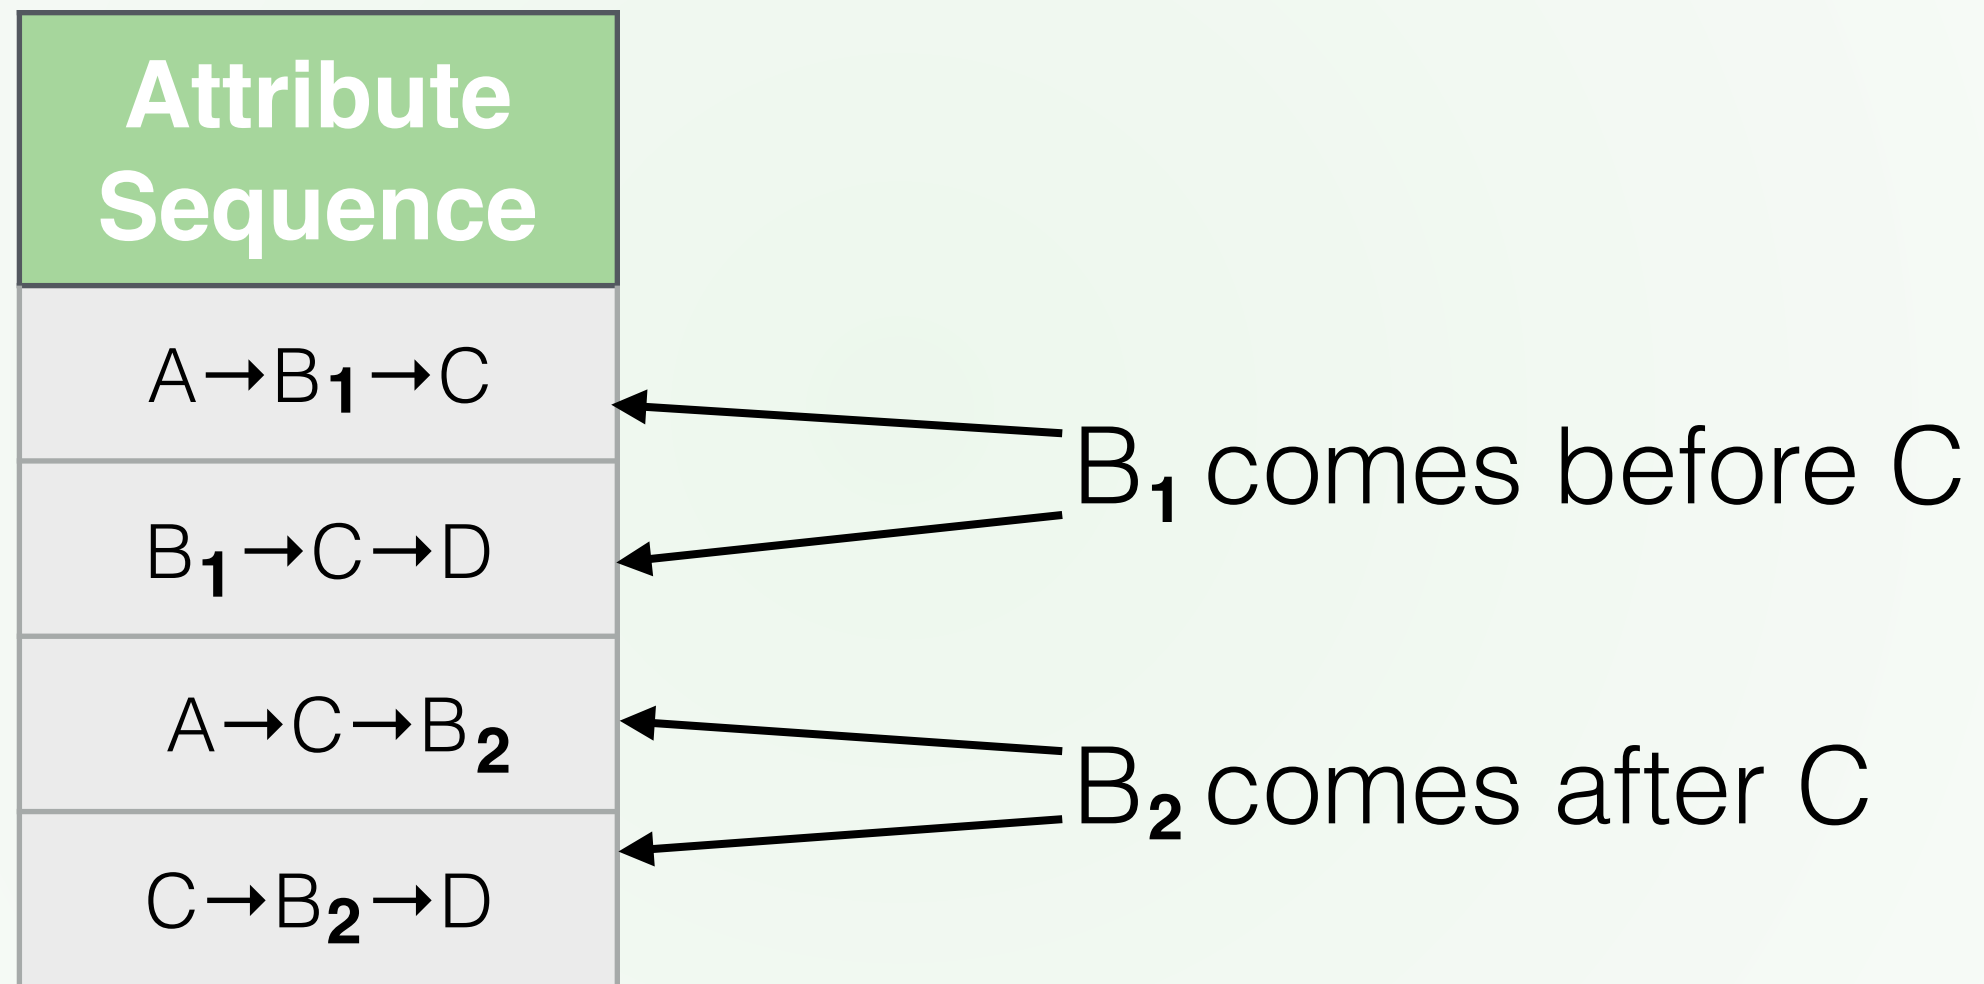 Attribute
Sequence
A→B₁→C
B₁→C→D
A→C→B₂
C→B₂→D
B₁ comes before C
B₂ comes after C